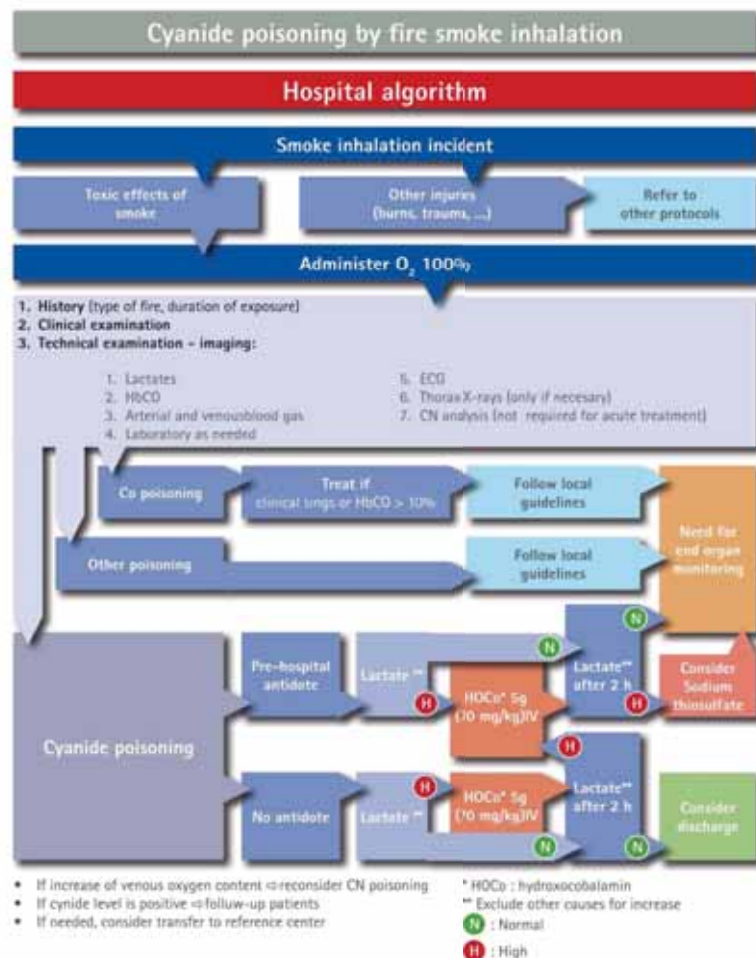 Cyanide poisoning by fire smoke inhalation
Hospital algorithm
Smoke inhalation incident
Toxic effects of
smoke
Other injures
(burns, trauma, ...)
Refer to
other protocols
Administer O₂ 100%
1. History (type of fire, duration of exposure)
2. Clinical examination
3. Technical examination - imaging:
1. Lactates
2. HbCO
3. Arterial and venousblood gas
4. Laboratory as needed
5. ECG
6. Thorax X-rays (only if necesary)
7. CN analysis (not required for acute treatment)
Co poisoning
Treat if
clinical sings or HbCO > 10%
Follow local
guidelines
Need for
end organ
monitoring
Other poisoning
Follow local
guidelines
Cyanide poisoning
Pre-hospital
antidote
Lactate **
H
N
HOCo* 5g
(70 mg/kg)IV
Lactate**
after 2 h
N
H
Consider
Sodium
thiosulfate
No antidote
Lactate **
H
N
HOCo* 5g
(70 mg/kg)IV
H
Lactate**
after 2 h
N
Consider
discharge
• If increase of venous oxygen content ⇨reconsider CN poisoning
• If cynide level is positive ⇨folluw-up patients
• If needed, consider transfer to reference center
* HOCo : hydroxocobalamin
** Exclude other causes for increase
N : Normal
H : High